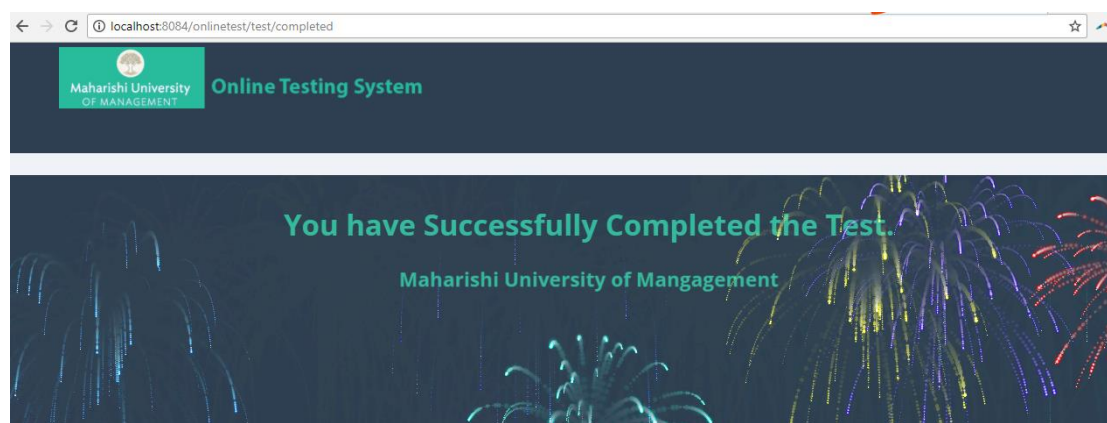 localhost:8084/onlinetest/test/completed
Maharishi University
OF MANAGEMENT
Online Testing System
You have Successfully Completed the Test.
Maharishi University of Mangagement